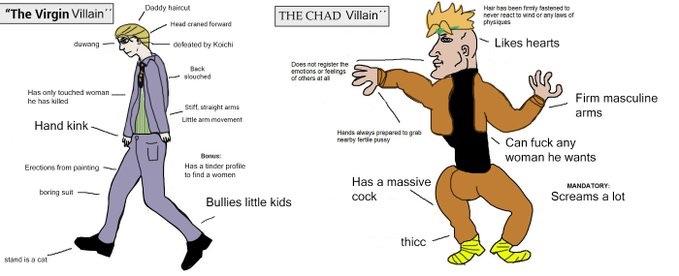 "The Virgin Villain''
Daddy haircut
Head craned forward
duwang
defeated by Koichi
Back
slouched
Has only touched woman
he has killed
Stiff, straight arms
Little arm movement
Hand kink
Bonus:
Has a tinder profile
to find a women
Erections from painting
boring suit
Bullies little kids
stand is a cat
THE CHAD Villain''
Hair has been firmly fastened to
never react to wind or any laws of
physiques
Likes hearts
Does not register the
emotions or feelings
of others at all
Firm masculine
arms
Hands always prepared to grab
nearby fertile pussy
Can fuck any
woman he wants
Has a massive
cock
MANDATORY:
Screams a lot
thicc